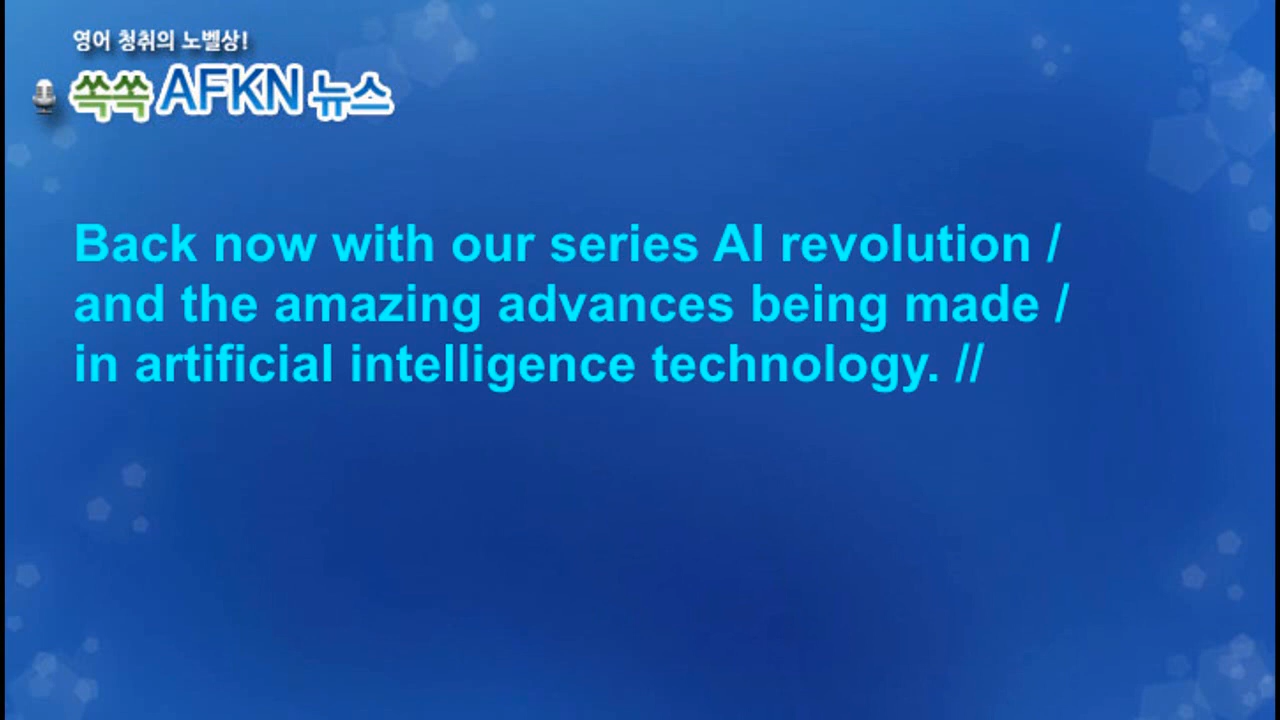 영어 청취의 노벨상!
쏙쏙 AFKN 뉴스
Back now with our series AI revolution /
and the amazing advances being made /
in artificial intelligence technology. //